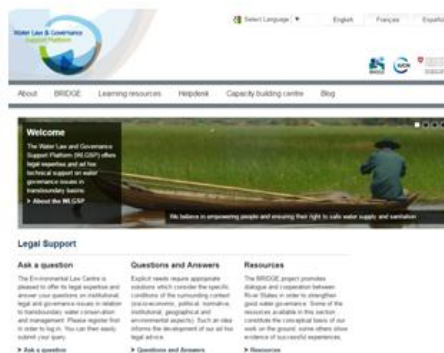 Select Language ▼
English Français Español
Water Law & Governance
Support Platform
IUCN
About BRIDGE Learning resources Helpdesk Capacity building centre Blog
Welcome
The Water Law and Governance
Support Platform (WLGSP) offers
legal expertise and ad hoc
technical support on water
governance issues in
transboundary basins.
> About the WLGSP
We believe in empowering people and ensuring their right to safe water supply and sanitation
Legal Support
Ask a question
The Environmental Law Centre is
pleased to offer its legal expertise and
answer your questions on institutional,
legal and governance issues in relation
to transboundary water conservation
and management. Please register first
in order to log in. You can then easily
submit your query.
> Ask a question
Questions and Answers
Explicit needs require appropriate
solutions which consider the specific
conditions of the surrounding context
(socio-economic, political, normative,
institutional, geographical and
environmental aspects). Such an idea
informs the development of our ad hoc
legal advice.
> Questions and Answers
Resources
The BRIDGE project promotes
dialogue and cooperation between
River States in order to strengthen
good water governance. Some of the
resources available in this section
constitute the conceptual basis of our
work on the ground, some others show
evidence of successful experiences.
> Resources